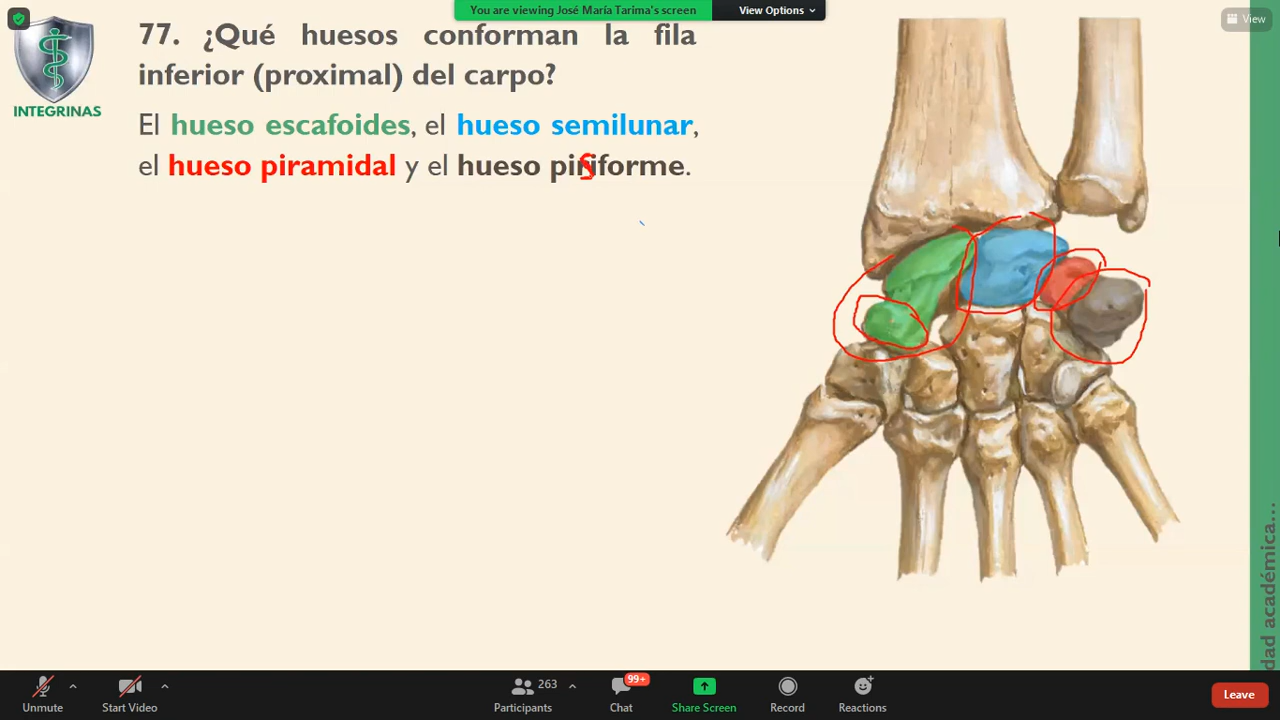 You are viewing José María Tarima's screen
View Options
View
INTEGRINAS
77. ¿Qué huesos conforman la fila
inferior (proximal) del carpo?
El hueso escafoides, el hueso semilunar,
el hueso piramidal y el hueso pisiforme.
dad académica...
Unmute
Start Video
263
Participants
99+
Chat
Share Screen
Record
Reactions
Leave